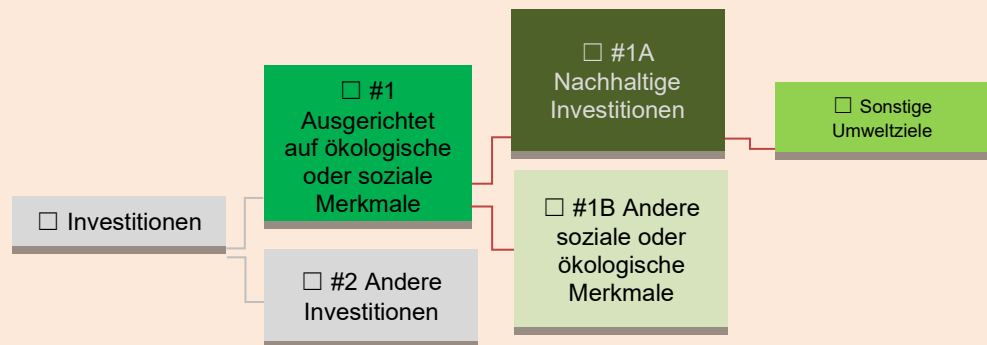 ☐ Investitionen
☐ #1
Ausgerichtet
auf ökologische
oder soziale
Merkmale
☐ #2 Andere
Investitionen
☐ #1A
Nachhaltige
Investitionen
☐ #1B Andere
soziale oder
ökologische
Merkmale
☐ Sonstige
Umweltziele